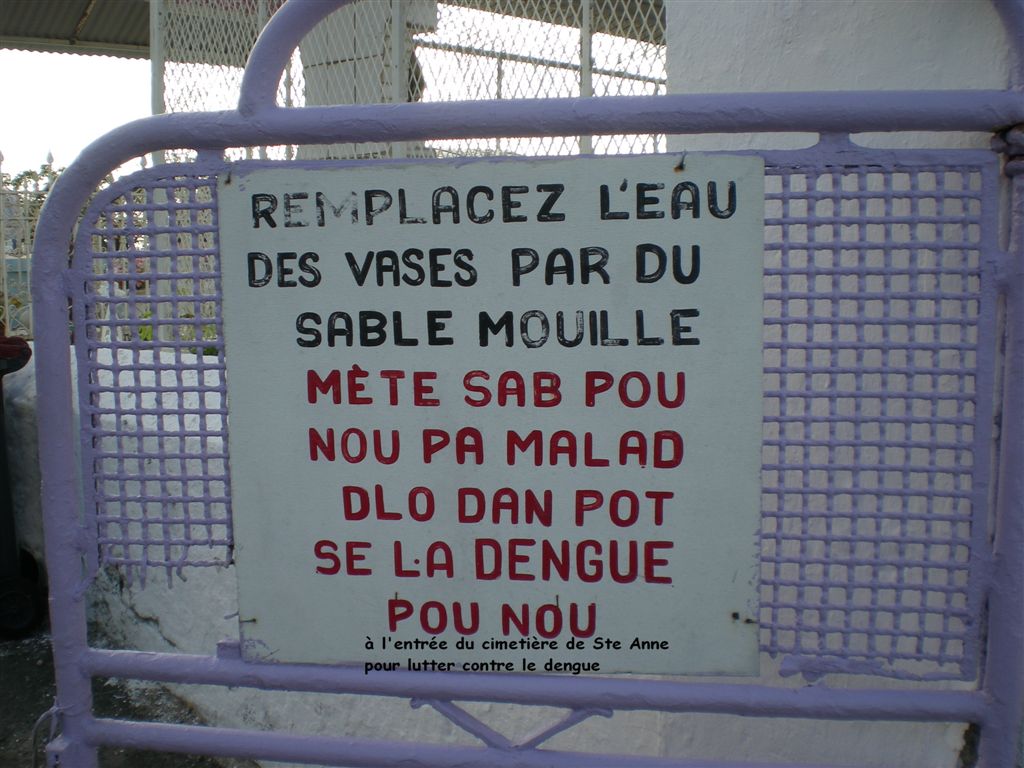 REMPLACEZ L'EAU
DES VASES PAR DU
SABLE MOUILLE
MÈTE SAB POU
NOU PA MALAD
DLO DAN POT
SE LA DENGUE
POU NOU
à l'entrée du cimetière de Ste Anne
pour lutter contre le dengue